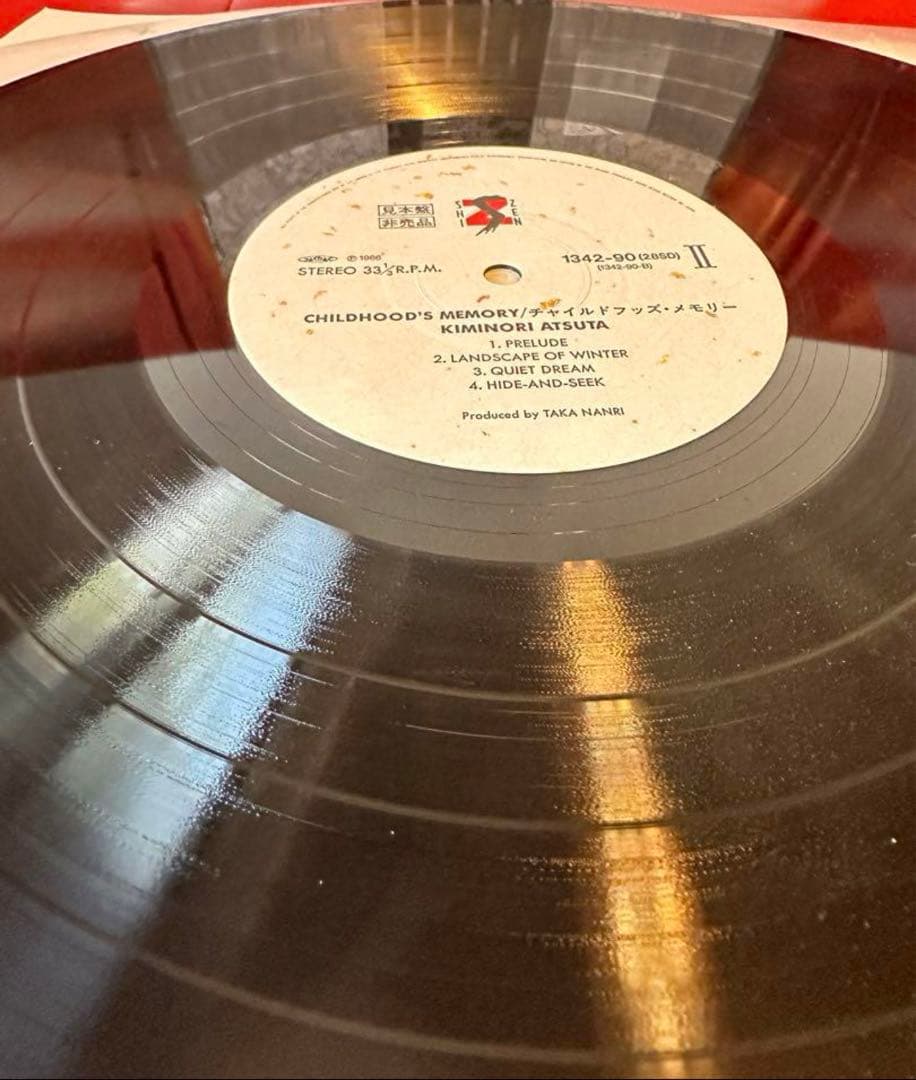 見本盤
非売品
SHI ZEN
℗1986
STEREO 33⅓ R.P.M.
1342-90 (28SD)
(1342-90-B)
II
CHILDHOOD'S MEMORY/チャイルドフッズ・メモリー
KIMINORI ATSUTA
1. PRELUDE
2. LANDSCAPE OF WINTER
3. QUIET DREAM
4. HIDE-AND-SEEK
Produced by TAKA NANRI